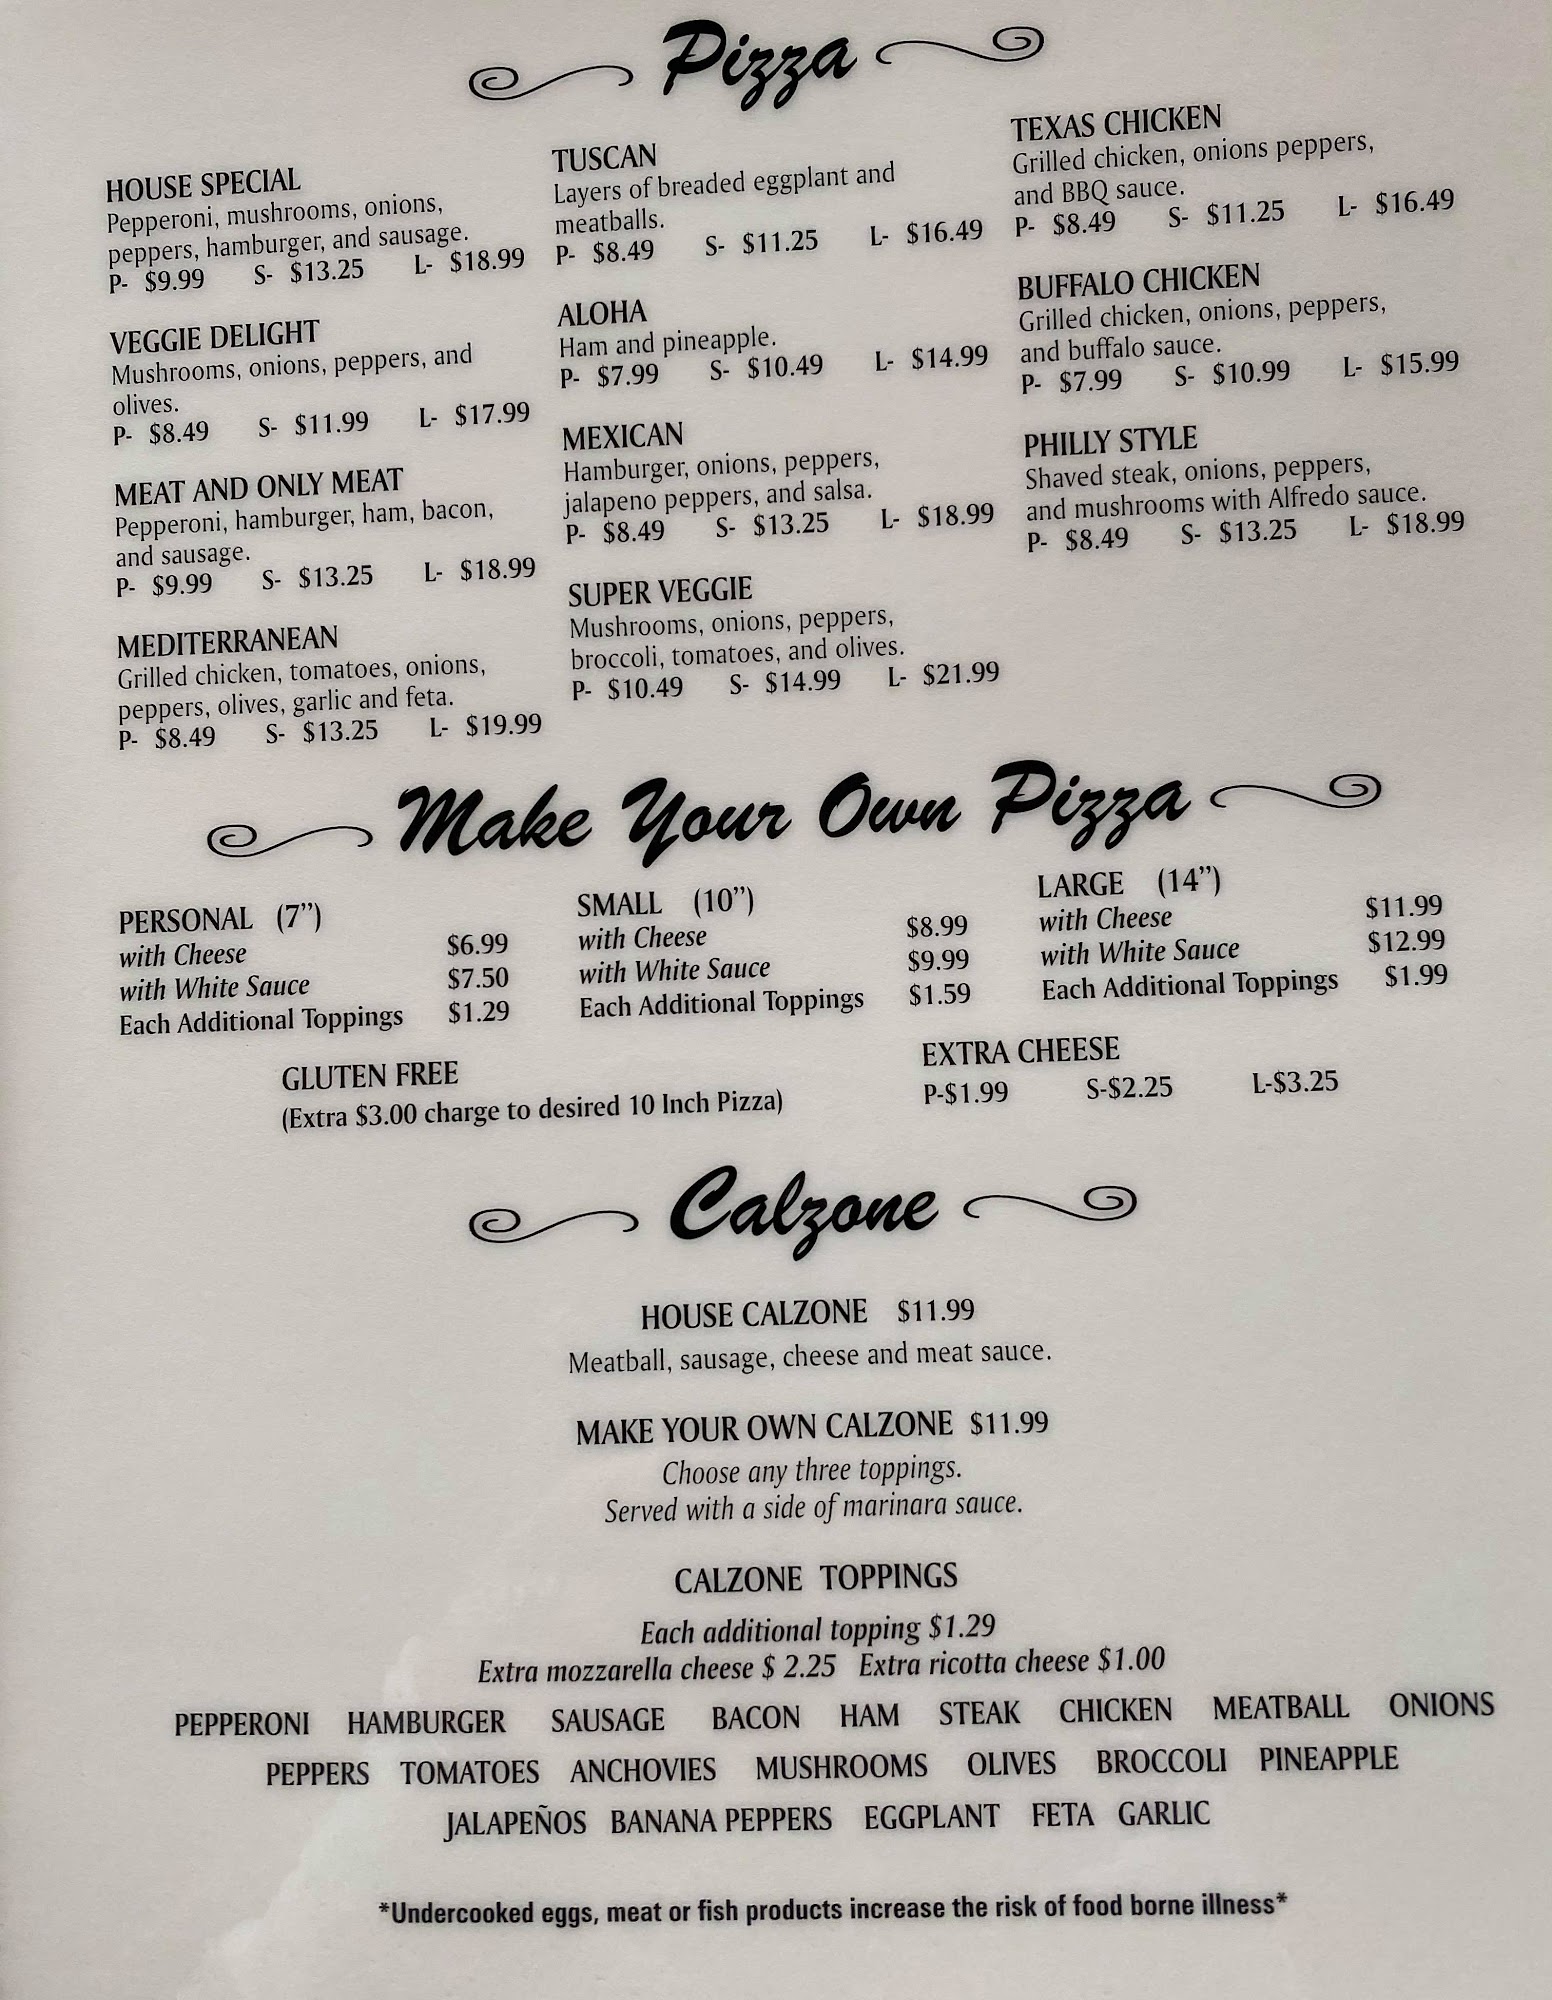 Pizza
HOUSE SPECIAL
Pepperoni, mushrooms, onions,
peppers, hamburger, and sausage.
P- $9.99 S- $13.25 L- $18.99
VEGGIE DELIGHT
Mushrooms, onions, peppers, and
olives.
P- $8.49 S- $11.99 L- $17.99
MEAT AND ONLY MEAT
Pepperoni, hamburger, ham, bacon,
and sausage.
P- $9.99 S- $13.25 L- $18.99
MEDITERRANEAN
Grilled chicken, tomatoes, onions,
peppers, olives, garlic and feta.
P- $8.49 S- $13.25 L- $19.99
TUSCAN
Layers of breaded eggplant and
meatballs.
P- $8.49 S- $11.25 L- $16.49
ALOHA
Ham and pineapple.
P- $7.99 S- $10.49 L- $14.99
MEXICAN
Hamburger, onions, peppers,
jalapeno peppers, and salsa.
P- $8.49 S- $13.25 L- $18.99
SUPER VEGGIE
Mushrooms, onions, peppers,
broccoli, tomatoes, and olives.
P- $10.49 S- $14.99 L- $21.99
TEXAS CHICKEN
Grilled chicken, onions peppers,
and BBQ sauce.
P- $8.49 S- $11.25 L- $16.49
BUFFALO CHICKEN
Grilled chicken, onions, peppers,
and buffalo sauce.
P- $7.99 S- $10.99 L- $15.99
PHILLY STYLE
Shaved steak, onions, peppers,
and mushrooms with Alfredo sauce.
P- $8.49 S- $13.25 L- $18.99
Make Your Own Pizza
PERSONAL (7")
with Cheese $6.99
with White Sauce $7.50
Each Additional Toppings $1.29
SMALL (10")
with Cheese $8.99
with White Sauce $9.99
Each Additional Toppings $1.59
LARGE (14")
with Cheese $11.99
with White Sauce $12.99
Each Additional Toppings $1.99
GLUTEN FREE
(Extra $3.00 charge to desired 10 Inch Pizza)
EXTRA CHEESE
P-$1.99 S-$2.25 L-$3.25
Calzone
HOUSE CALZONE $11.99
Meatball, sausage, cheese and meat sauce.
MAKE YOUR OWN CALZONE $11.99
Choose any three toppings.
Served with a side of marinara sauce.
CALZONE TOPPINGS
Each additional topping $1.29
Extra mozzarella cheese $ 2.25 Extra ricotta cheese $1.00
PEPPERONI HAMBURGER SAUSAGE BACON HAM STEAK CHICKEN MEATBALL ONIONS
PEPPERS TOMATOES ANCHOVIES MUSHROOMS OLIVES BROCCOLI PINEAPPLE
JALAPEÑOS BANANA PEPPERS EGGPLANT FETA GARLIC
*Undercooked eggs, meat or fish products increase the risk of food borne illness*